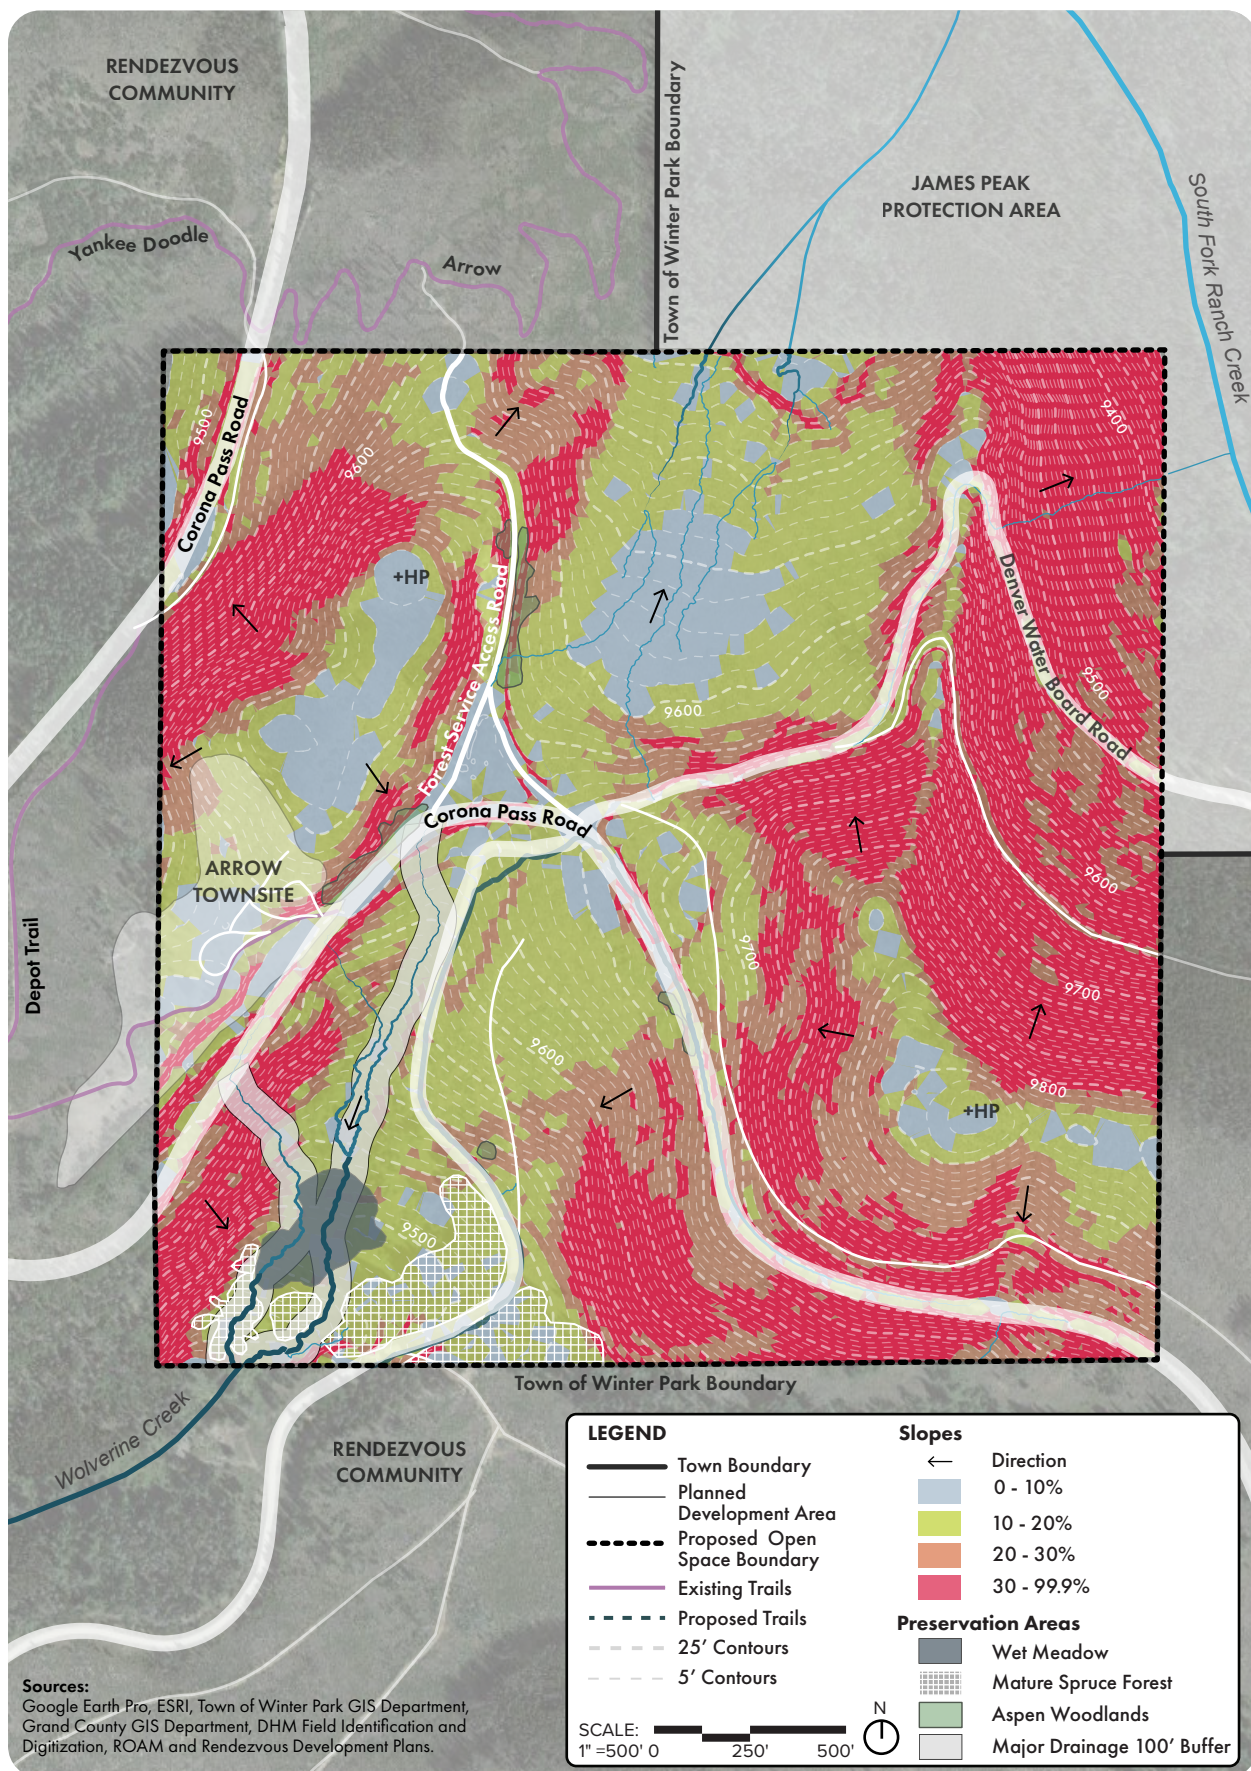 RENDEZVOUS
COMMUNITY
Town of Winter Park Boundary
JAMES PEAK
PROTECTION AREA
South Fork Ranch Creek
Yankee Doodle
Arrow
9500
Corona Pass Road
9600
9400
+HP
Forest Service Access Road
Denver Water Board Road
9500
9600
Corona Pass Road
ARROW
TOWNSITE
9600
Depot Trail
9700
9700
9600
9800
+HP
9500
Town of Winter Park Boundary
Wolverine Creek
RENDEZVOUS
COMMUNITY
LEGEND
Town Boundary
Planned
Development Area
Proposed Open
Space Boundary
Existing Trails
Proposed Trails
25' Contours
5' Contours
SCALE:
1" =500' 0 250' 500'
N
Slopes
Direction
0 - 10%
10 - 20%
20 - 30%
30 - 99.9%
Preservation Areas
Wet Meadow
Mature Spruce Forest
Aspen Woodlands
Major Drainage 100' Buffer
Sources:
Google Earth Pro, ESRI, Town of Winter Park GIS Department,
Grand County GIS Department, DHM Field Identification and
Digitization, ROAM and Rendezvous Development Plans.